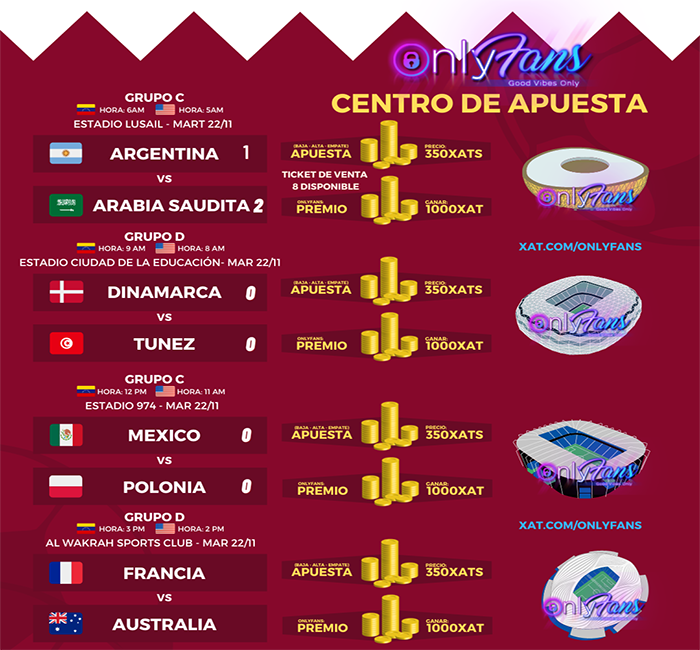 OnlyFans
Good Vibes Only
CENTRO DE APUESTA
GRUPO C
HORA: 6AM HORA: 5AM
ESTADIO LUSAIL - MART 22/11
ARGENTINA 1
VS
ARABIA SAUDITA 2
(BAJA - ALTA - EMPATE)
APUESTA
PRECIO:
350XATS
TICKET DE VENTA
8 DISPONIBLE
ONLYFANS:
PREMIO
GANAR:
1000XAT
OnlyFans
XAT.COM/ONLYFANS
GRUPO D
HORA: 9 AM HORA: 8 AM
ESTADIO CIUDAD DE LA EDUCACIÓN- MAR 22/11
DINAMARCA 0
VS
TUNEZ 0
(BAJA - ALTA - EMPATE)
APUESTA
PRECIO:
350XATS
ONLYFANS:
PREMIO
GANAR:
1000XAT
OnlyFans
GRUPO C
HORA: 12 PM HORA: 11 AM
ESTADIO 974 - MAR 22/11
MEXICO 0
VS
POLONIA 0
(BAJA - ALTA - EMPATE)
APUESTA
PRECIO:
350XATS
ONLYFANS:
PREMIO
GANAR:
1000XAT
OnlyFans
XAT.COM/ONLYFANS
GRUPO D
HORA: 3 PM HORA: 2 PM
AL WAKRAH SPORTS CLUB - MAR 22/11
FRANCIA
VS
AUSTRALIA
(BAJA - ALTA - EMPATE)
APUESTA
PRECIO:
350XATS
ONLYFANS:
PREMIO
GANAR:
1000XAT
OnlyFans